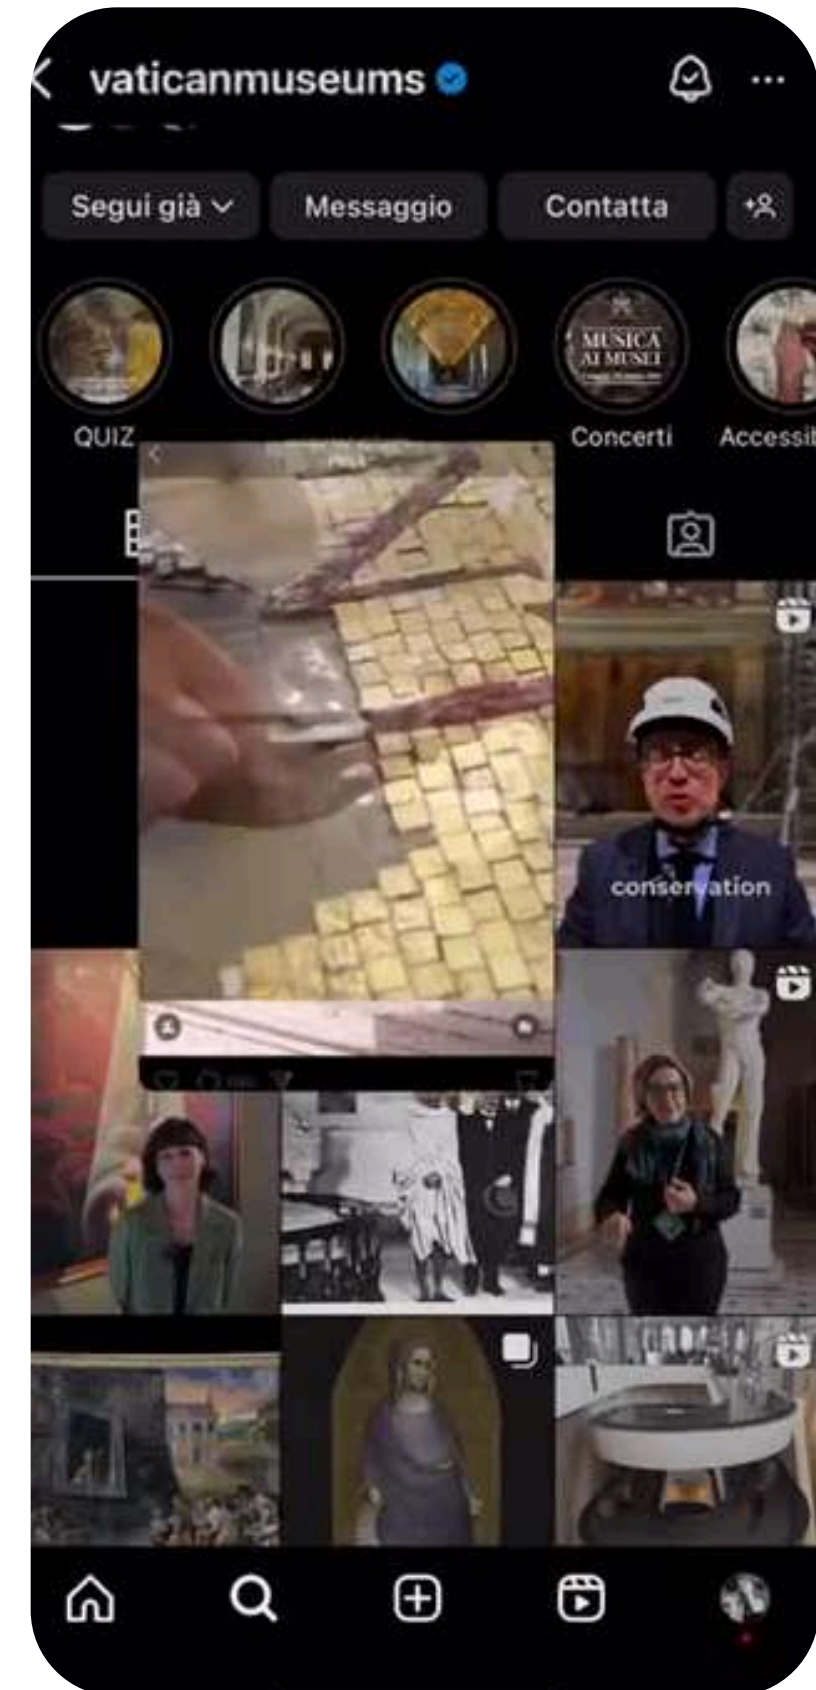 vaticanmuseums
Segui già
Messaggio
Contatta
MUSICA
AI MUSEI
QUIZ
Concerti
Accessib
conservation